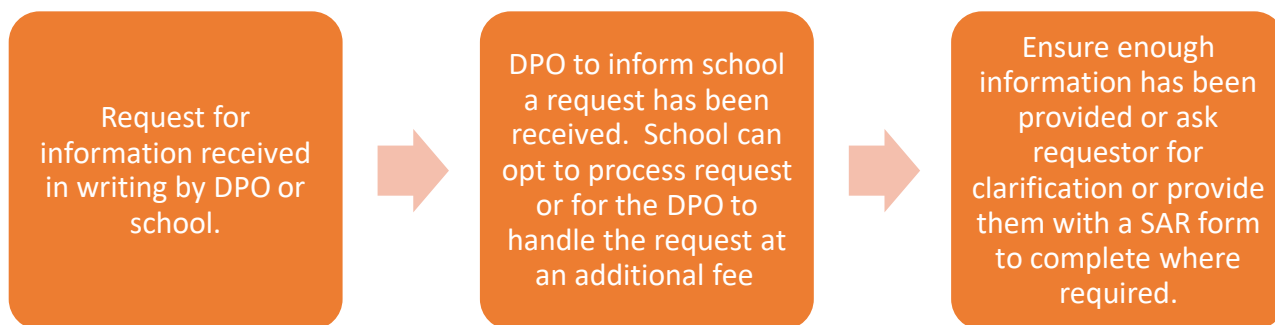 Request for
information received
in writing by DPO or
school.
DPO to inform school
a request has been
received.  School can
opt to process request
or for the DPO to
handle the request at
an additional fee
Ensure enough
information has been
provided or ask
requestor for
clarification or provide
them with a SAR form
to complete where
required.